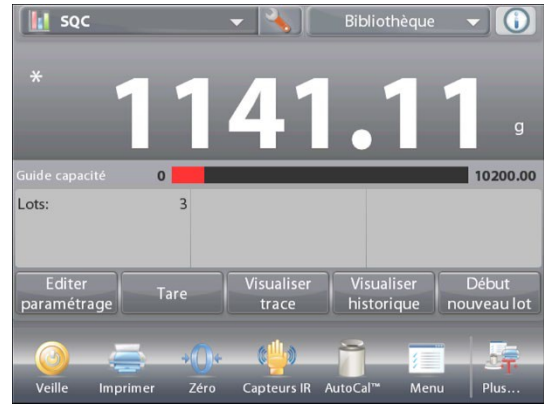 SQC Bibliothèque
* 1141.11 g
Guide capacité 0 10200.00
Lots: 3
Editer paramétrage
Tare
Visualiser trace
Visualiser historique
Début nouveau lot
Veille Imprimer Zéro Capteurs IR AutoCal™ Menu Plus...